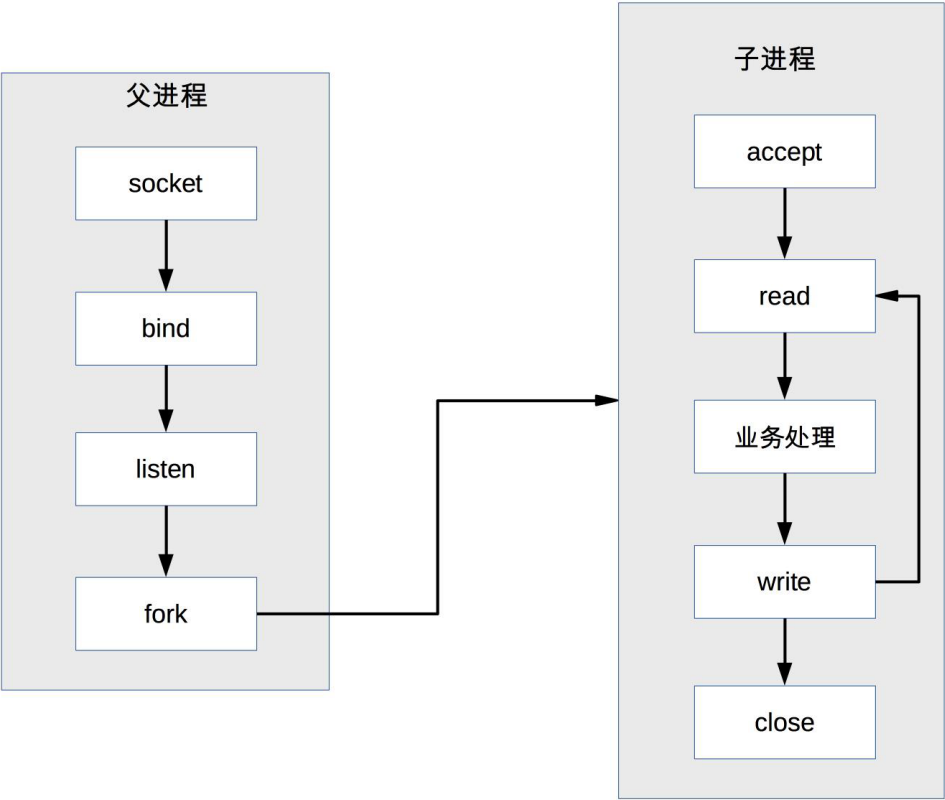 父进程
socket
bind
listen
fork
子进程
accept
read
业务处理
write
close